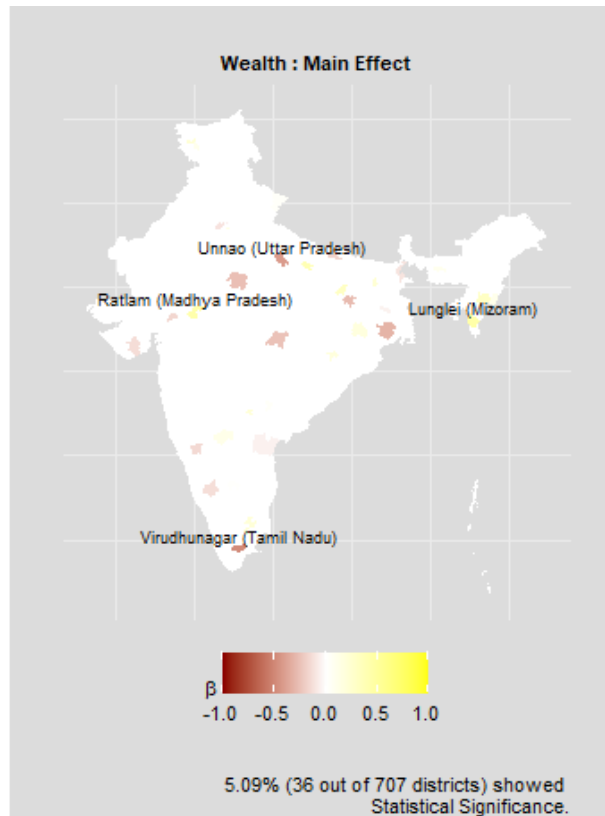 Wealth : Main Effect
Unnao (Uttar Pradesh)
Ratlam (Madhya Pradesh)
Lunglei (Mizoram)
Virudhunagar (Tamil Nadu)
β
-1.0 -0.5 0.0 0.5 1.0
5.09% (36 out of 707 districts) showed
Statistical Significance.